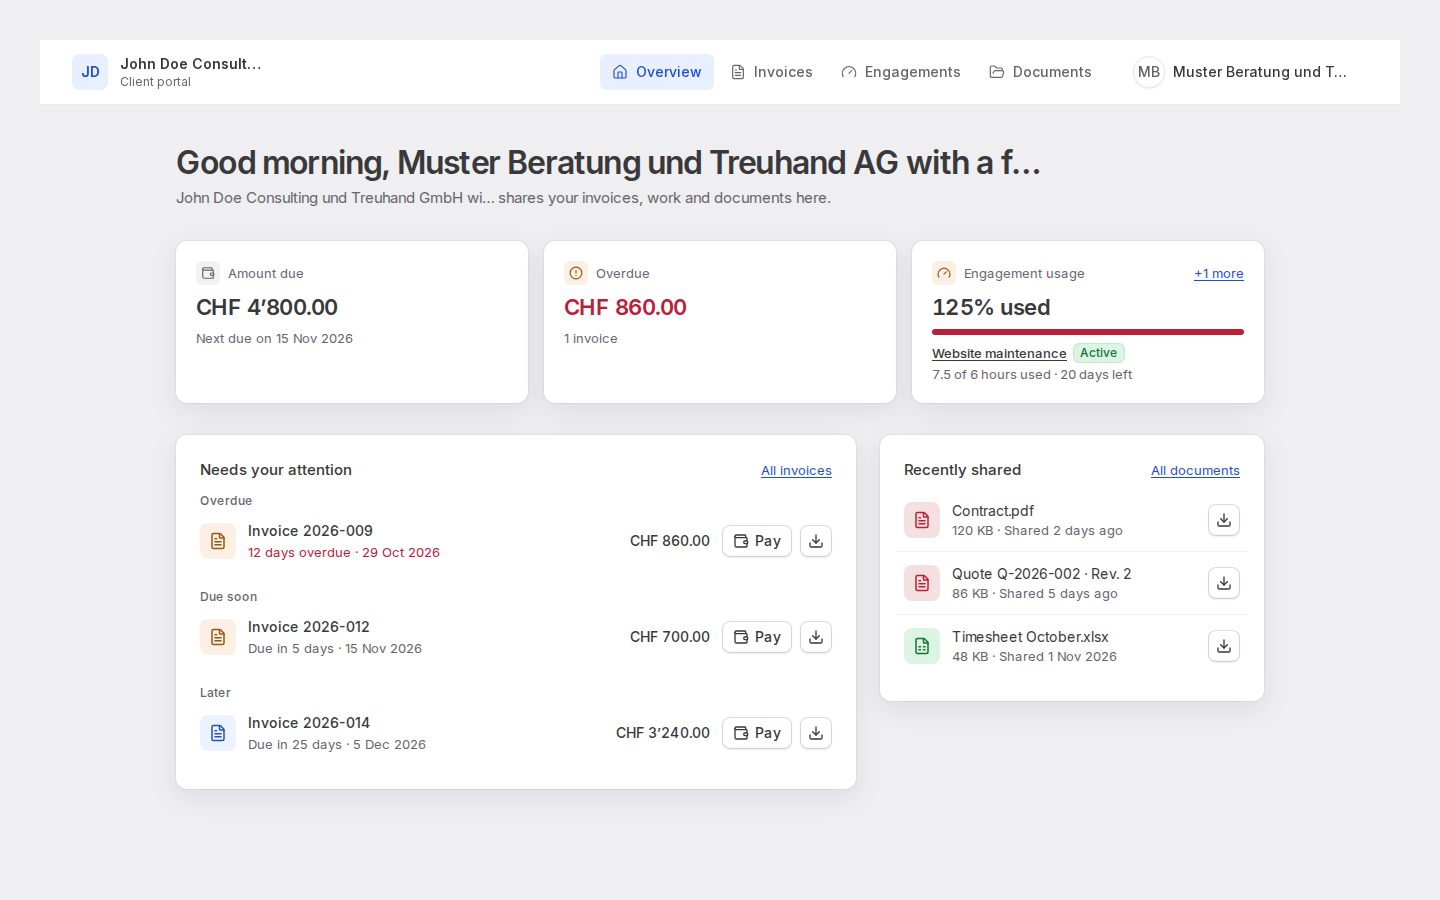 JD
John Doe Consult…
Client portal
Overview
Invoices
Engagements
Documents
MB
Muster Beratung und T…
Good morning, Muster Beratung und Treuhand AG with a f…
John Doe Consulting und Treuhand GmbH wi… shares your invoices, work and documents here.
Amount due
CHF 4’800.00
Next due on 15 Nov 2026
Overdue
CHF 860.00
1 invoice
Engagement usage
+1 more
125% used
Website maintenance
Active
7.5 of 6 hours used · 20 days left
Needs your attention
All invoices
Overdue
Invoice 2026-009
12 days overdue · 29 Oct 2026
CHF 860.00
Pay
Due soon
Invoice 2026-012
Due in 5 days · 15 Nov 2026
CHF 700.00
Pay
Later
Invoice 2026-014
Due in 25 days · 5 Dec 2026
CHF 3’240.00
Pay
Recently shared
All documents
Contract.pdf
120 KB · Shared 2 days ago
Quote Q-2026-002 · Rev. 2
86 KB · Shared 5 days ago
Timesheet October.xlsx
48 KB · Shared 1 Nov 2026